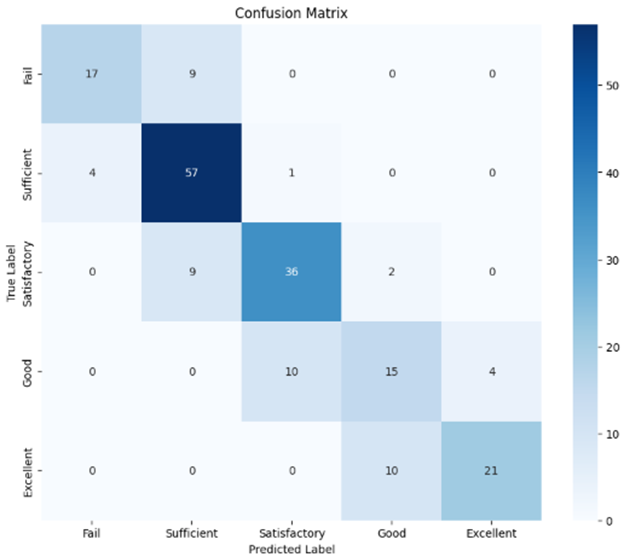 Confusion Matrix
True Label
Fail 17 9 0 0 0
Sufficient 4 57 1 0 0
Satisfactory 0 9 36 2 0
Good 0 0 10 15 4
Excellent 0 0 0 10 21
Fail Sufficient Satisfactory Good Excellent
Predicted Label
50
40
30
20
10
0